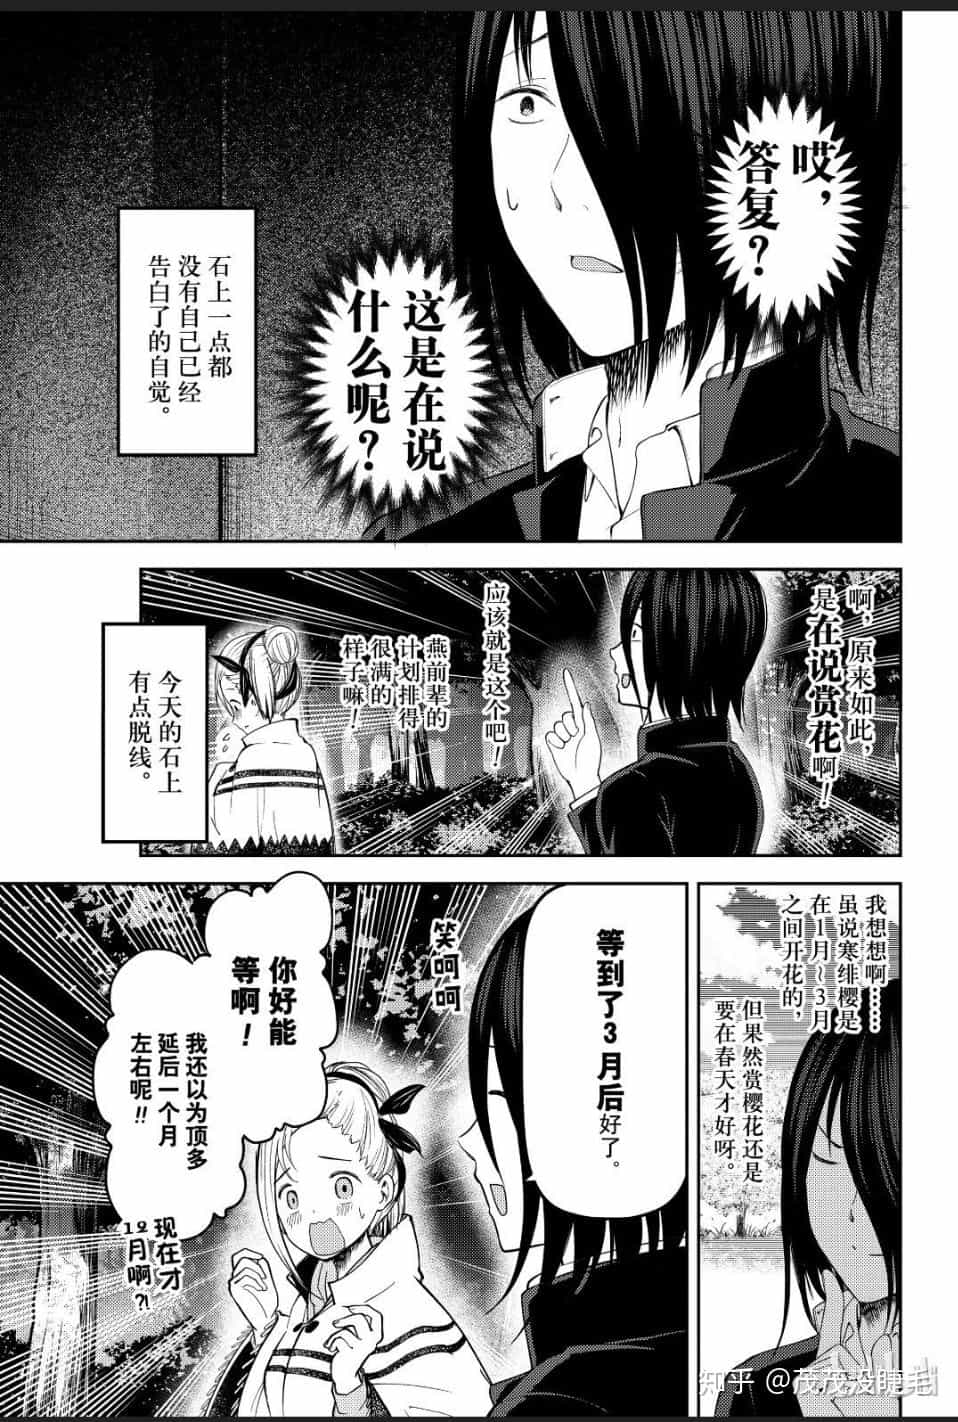 哎，
答复？
这是在说
什么呢？
石上一点都
没有自己已经
告白了的自觉。
啊，原来如此，
是在说赏花啊！
应该就是这个吧！
燕前辈的
计划排得
很满的
样子嘛！
今天的石上
有点脱线。
我想想啊……
虽说寒绯樱是
在1月~3月
之间开花的，
但果然赏樱花还是
要在春天才好呀。
等到了3月后好了。
笑呵呵
你好能
等啊！
我还以为顶多
延后一个月
左右呢!!
现在才
12月啊?!
知乎 @茂茂没睫毛